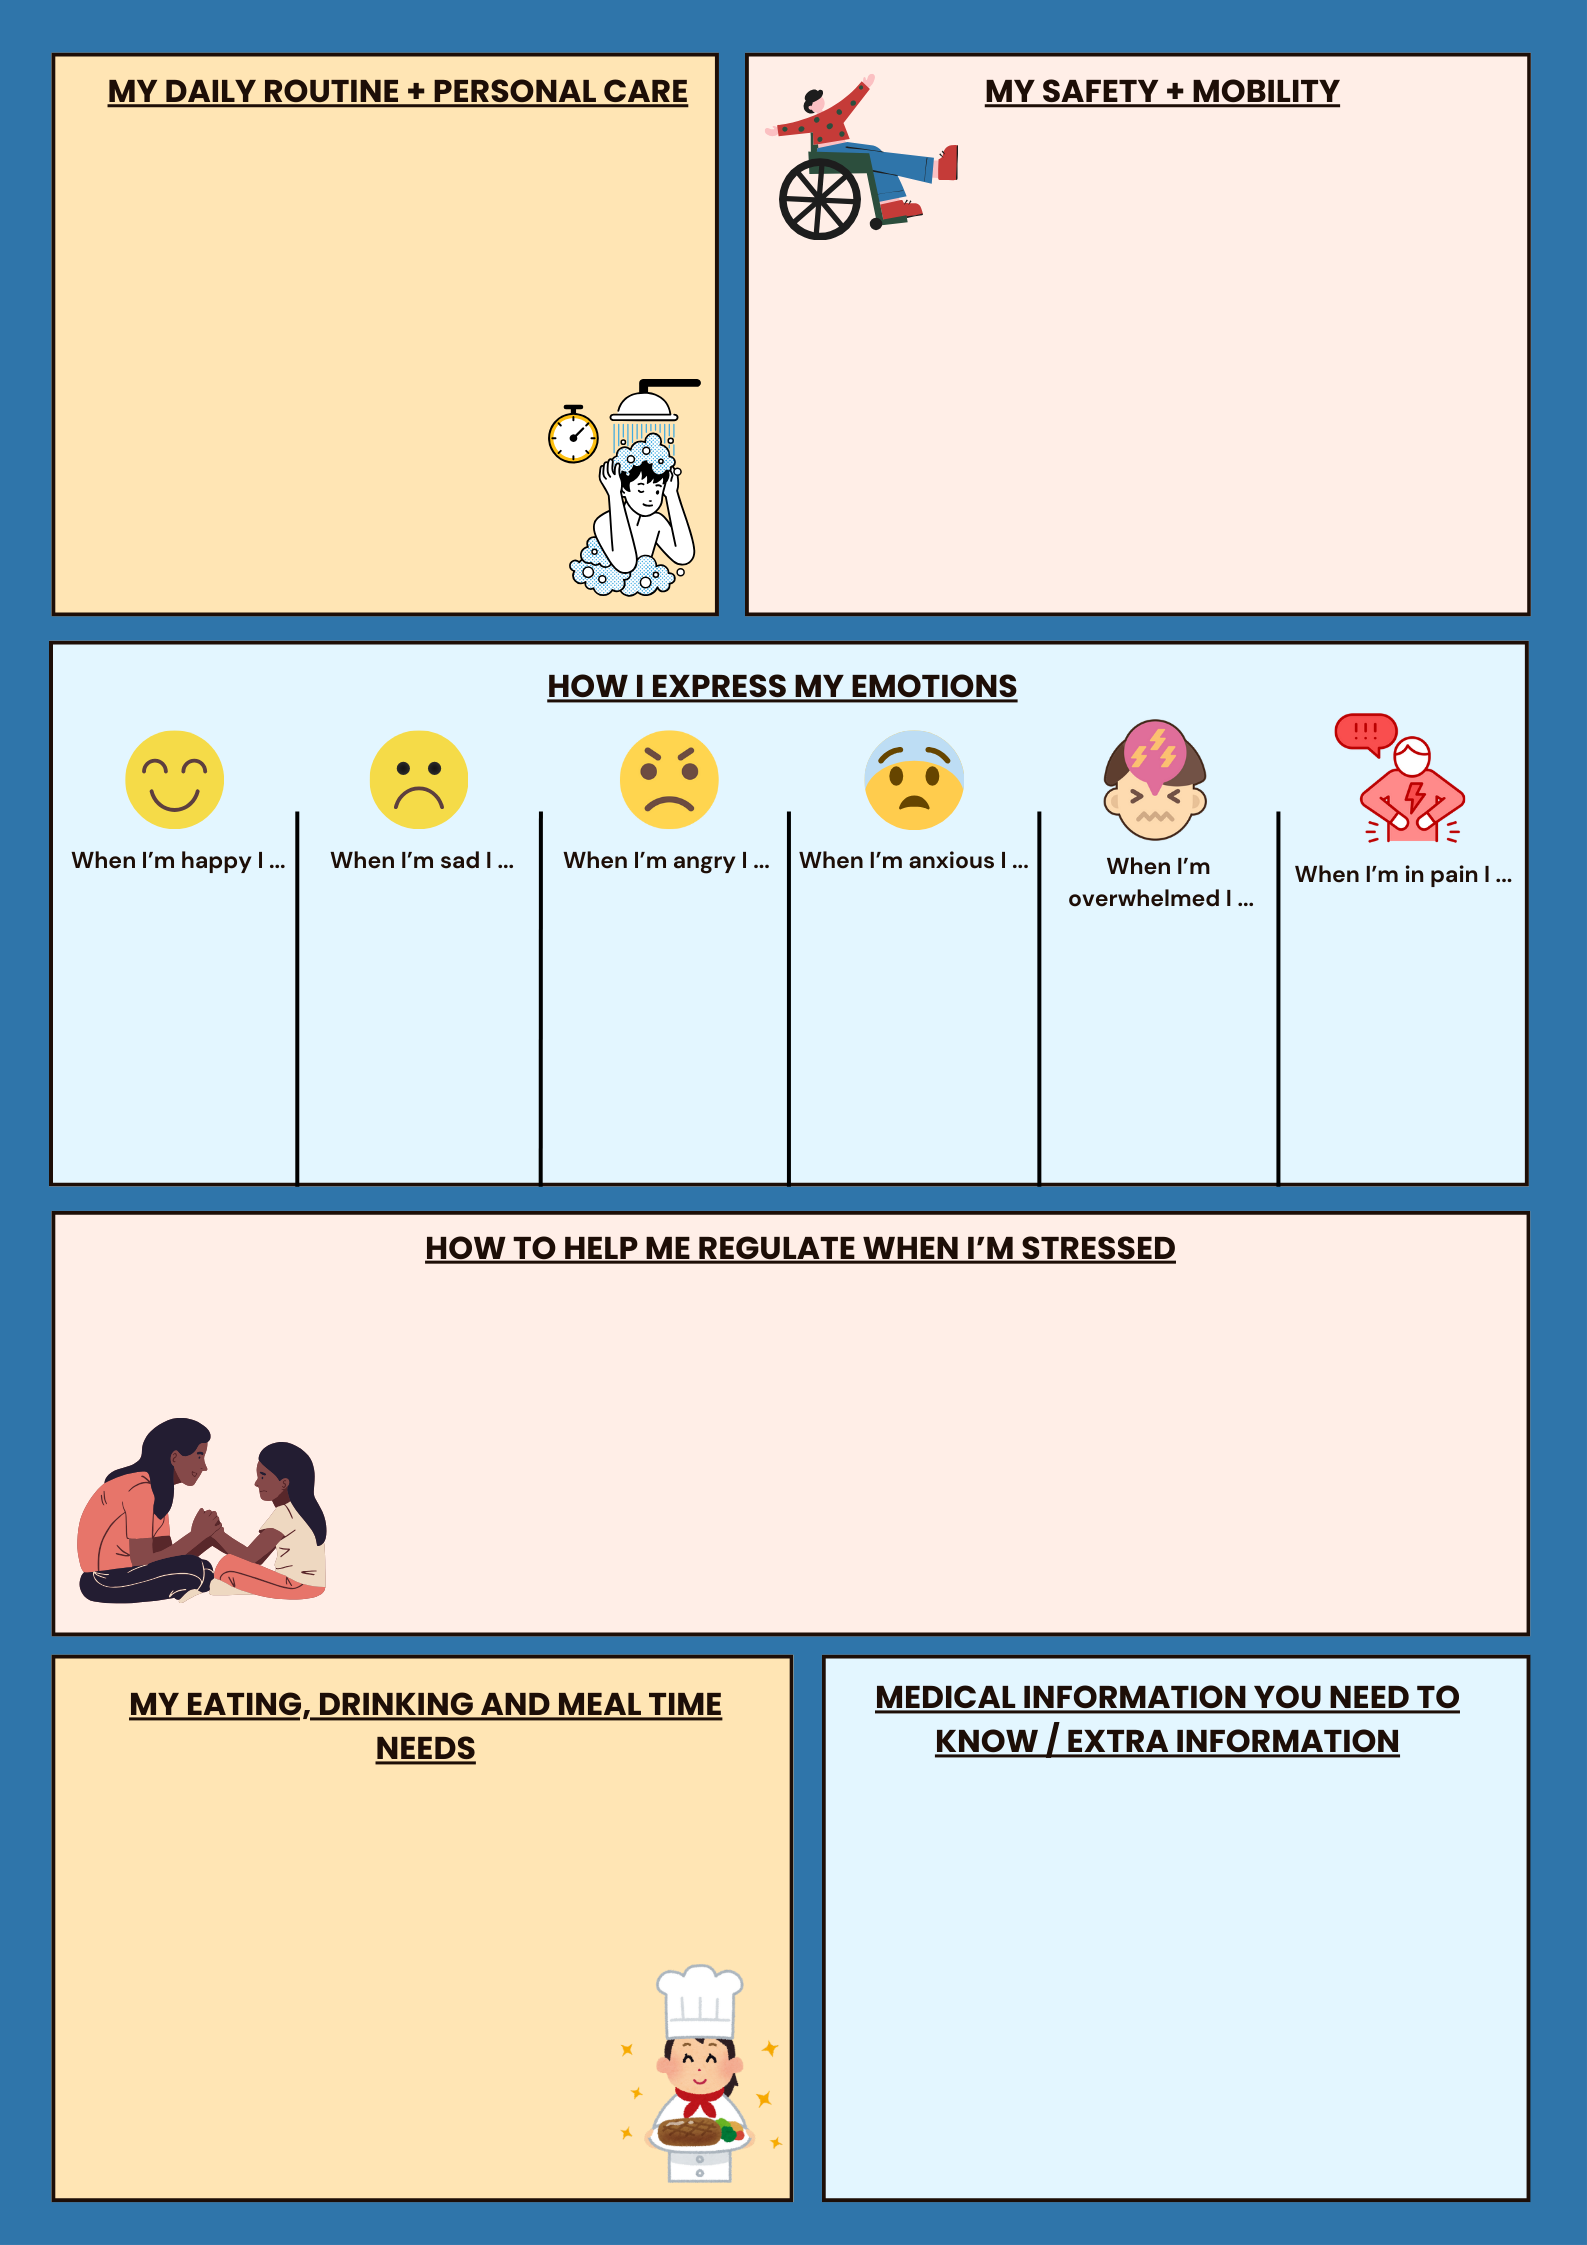 MY DAILY ROUTINE + PERSONAL CARE
MY SAFETY + MOBILITY
HOW I EXPRESS MY EMOTIONS
!!!
When I’m happy I ...
When I’m sad I ...
When I’m angry I ...
When I’m anxious I ...
When I’m
overwhelmed I ...
When I’m in pain I ...
HOW TO HELP ME REGULATE WHEN I’M STRESSED
MY EATING, DRINKING AND MEAL TIME
NEEDS
MEDICAL INFORMATION YOU NEED TO
KNOW / EXTRA INFORMATION